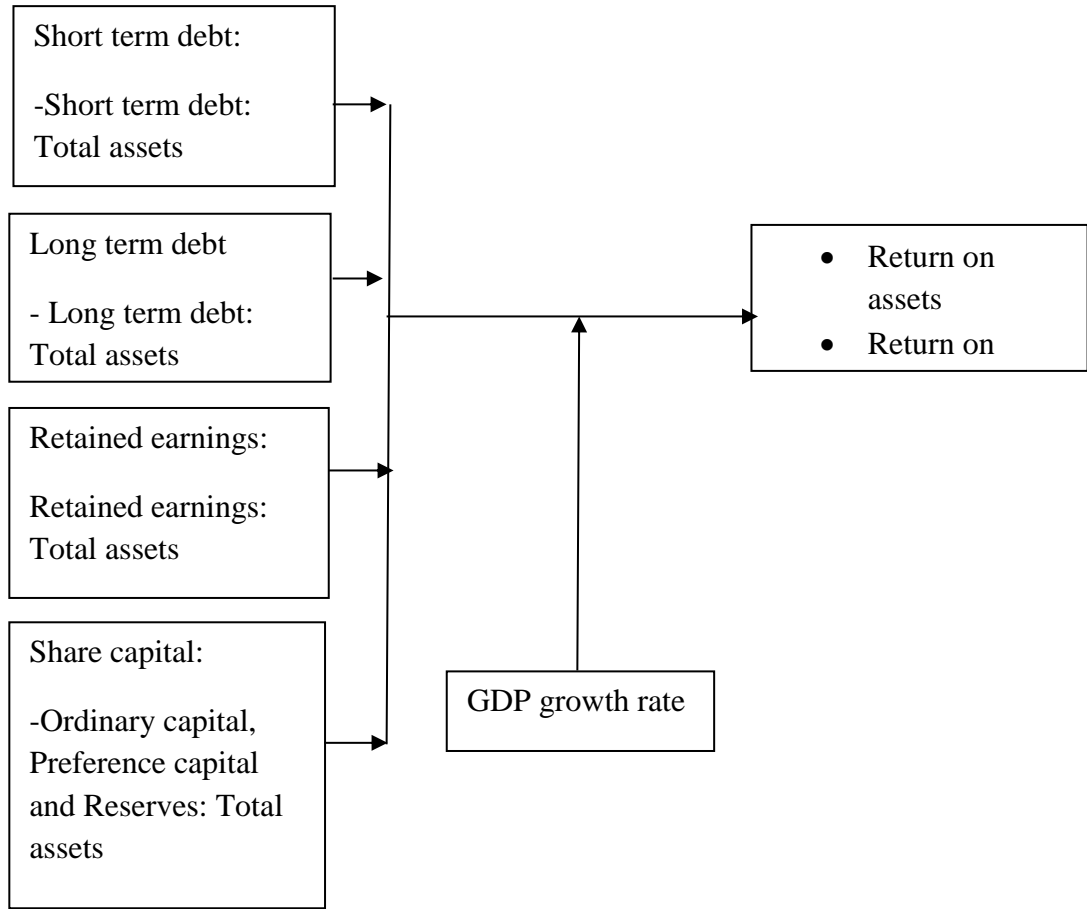 Short term debt:
-Short term debt:
Total assets
Long term debt
- Long term debt:
Total assets
Retained earnings:
Retained earnings:
Total assets
Share capital:
-Ordinary capital,
Preference capital
and Reserves: Total
assets
GDP growth rate
• Return on
assets
• Return on